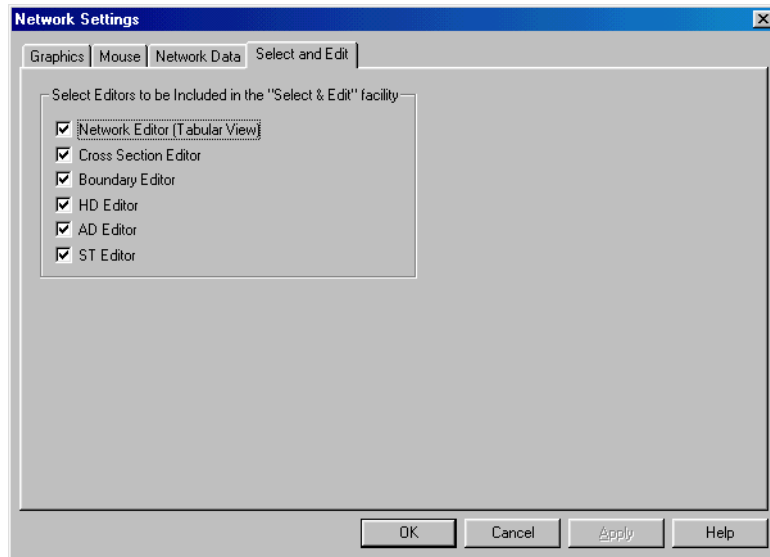 Network Settings
Graphics Mouse Network Data Select and Edit
Select Editors to be Included in the "Select & Edit" facility
Network Editor (Tabular View)
Cross Section Editor
Boundary Editor
HD Editor
AD Editor
ST Editor
OK Cancel Apply Help